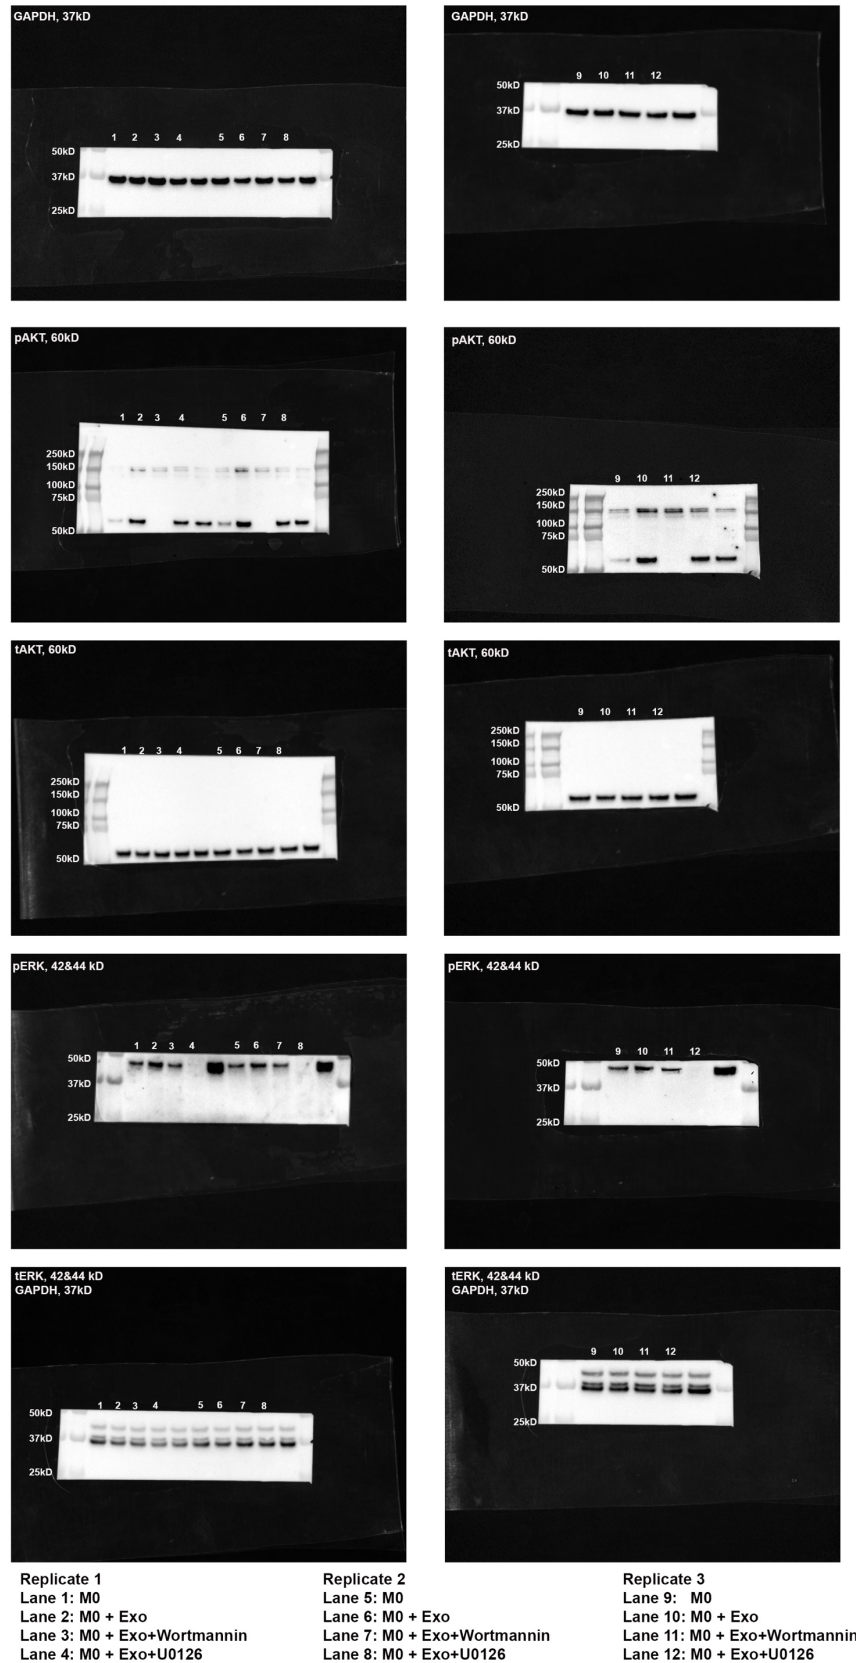 GAPDH, 37kD
1 2 3 4 5 6 7 8
50kD
37kD
25kD
GAPDH, 37kD
9 10 11 12
50kD
37kD
25kD
pAKT, 60kD
1 2 3 4 5 6 7 8
250kD
150kD
100kD
75kD
50kD
pAKT, 60kD
9 10 11 12
250kD
150kD
100kD
75kD
50kD
tAKT, 60kD
1 2 3 4 5 6 7 8
250kD
150kD
100kD
75kD
50kD
tAKT, 60kD
9 10 11 12
250kD
150kD
100kD
75kD
50kD
pERK, 42&44 kD
1 2 3 4 5 6 7 8
50kD
37kD
25kD
pERK, 42&44 kD
9 10 11 12
50kD
37kD
25kD
tERK, 42&44 kD
GAPDH, 37kD
1 2 3 4 5 6 7 8
50kD
37kD
25kD
tERK, 42&44 kD
GAPDH, 37kD
9 10 11 12
50kD
37kD
25kD
Replicate 1
Lane 1: M0
Lane 2: M0 + Exo
Lane 3: M0 + Exo+Wortmannin
Lane 4: M0 + Exo+U0126
Replicate 2
Lane 5: M0
Lane 6: M0 + Exo
Lane 7: M0 + Exo+Wortmannin
Lane 8: M0 + Exo+U0126
Replicate 3
Lane 9: M0
Lane 10: M0 + Exo
Lane 11: M0 + Exo+Wortmannin
Lane 12: M0 + Exo+U0126